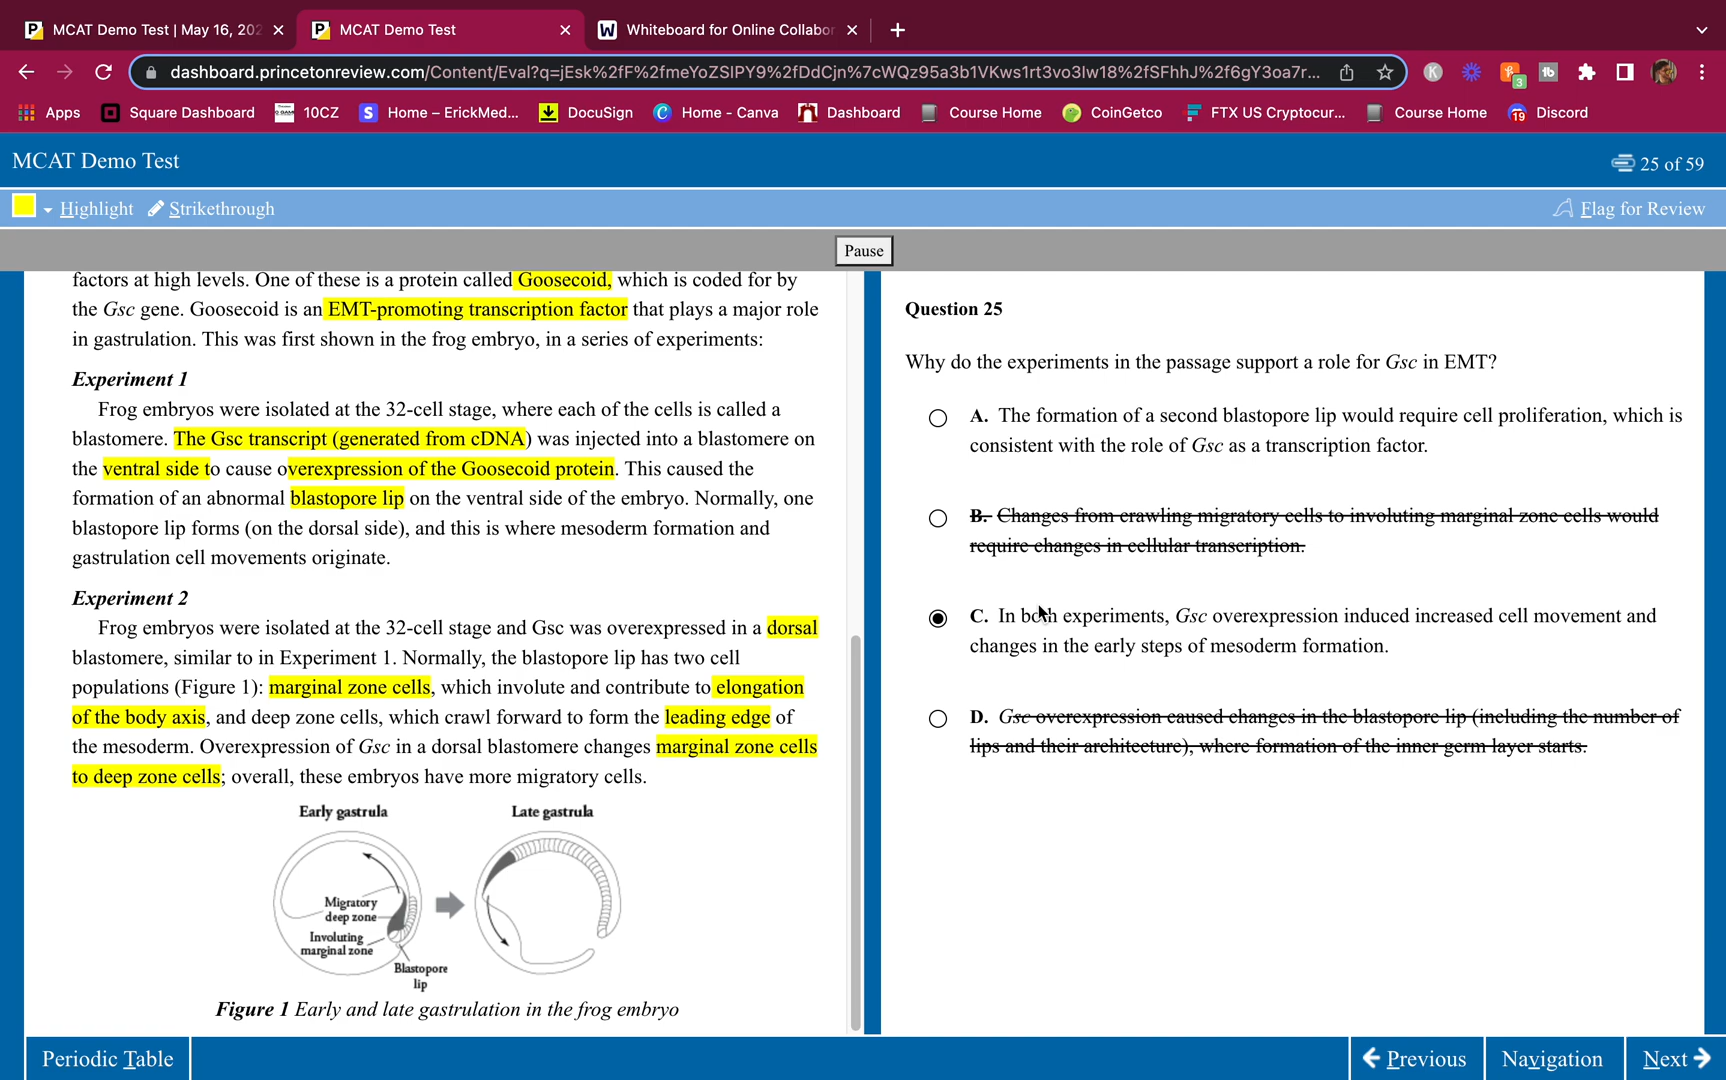 MCAT Demo Test | May 16, 202
MCAT Demo Test
Whiteboard for Online Collabor
dashboard.princetonreview.com/Content/Eval?q=jEsk%2fF%2fmeYoZSIPY9%2fDdCjn%7cWQz95a3b1VKws1rt3vo3lw18%2fSFhhJ%2f6gY3oa7r...
Apps
Square Dashboard
10CZ
Home – ErickMed...
DocuSign
Home - Canva
Dashboard
Course Home
CoinGetco
FTX US Cryptocur...
Course Home
Discord
MCAT Demo Test
25 of 59
Highlight
Strikethrough
Flag for Review
Pause
factors at high levels. One of these is a protein called Goosecoid, which is coded for by
the Gsc gene. Goosecoid is an EMT-promoting transcription factor that plays a major role
in gastrulation. This was first shown in the frog embryo, in a series of experiments:
Experiment 1
Frog embryos were isolated at the 32-cell stage, where each of the cells is called a
blastomere. The Gsc transcript (generated from cDNA) was injected into a blastomere on
the ventral side to cause overexpression of the Goosecoid protein. This caused the
formation of an abnormal blastopore lip on the ventral side of the embryo. Normally, one
blastopore lip forms (on the dorsal side), and this is where mesoderm formation and
gastrulation cell movements originate.
Experiment 2
Frog embryos were isolated at the 32-cell stage and Gsc was overexpressed in a dorsal
blastomere, similar to in Experiment 1. Normally, the blastopore lip has two cell
populations (Figure 1): marginal zone cells, which involute and contribute to elongation
of the body axis, and deep zone cells, which crawl forward to form the leading edge of
the mesoderm. Overexpression of Gsc in a dorsal blastomere changes marginal zone cells
to deep zone cells; overall, these embryos have more migratory cells.
Early gastrula
Late gastrula
Migratory
deep zone
Involuting
marginal zone
Blastopore
lip
Figure 1 Early and late gastrulation in the frog embryo
Question 25
Why do the experiments in the passage support a role for Gsc in EMT?
A. The formation of a second blastopore lip would require cell proliferation, which is
consistent with the role of Gsc as a transcription factor.
B. Changes from crawling migratory cells to involuting marginal zone cells would
require changes in cellular transcription.
C. In both experiments, Gsc overexpression induced increased cell movement and
changes in the early steps of mesoderm formation.
D. Gsc overexpression caused changes in the blastopore lip (including the number of
lips and their architecture), where formation of the inner germ layer starts.
Periodic Table
Previous
Navigation
Next